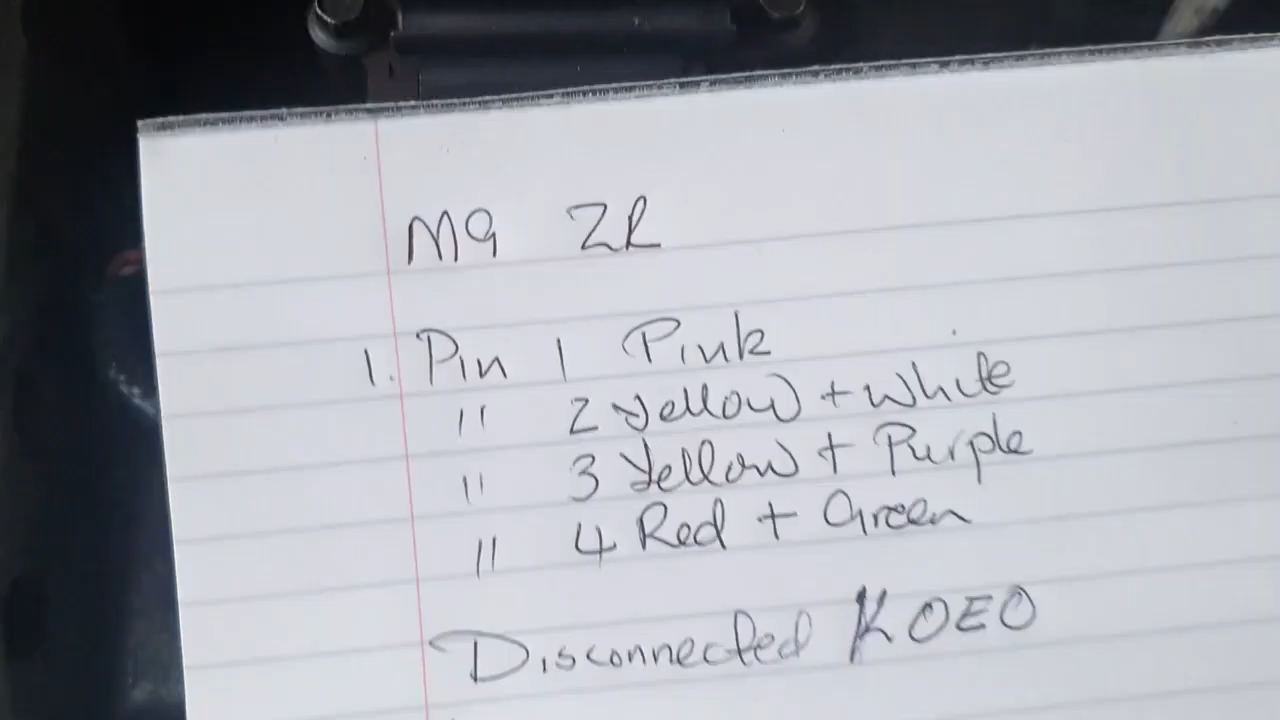 MG ZR
1. Pin 1 Pink
" 2 Yellow + White
" 3 Yellow + Purple
" 4 Red + Green
Disconnected KOEO